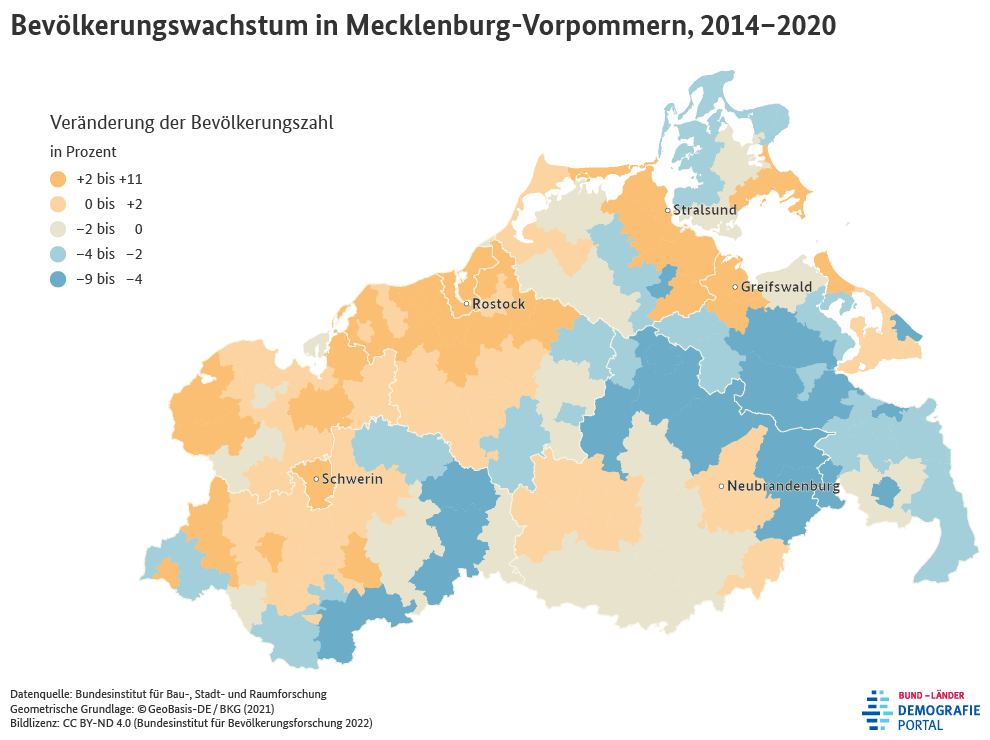 Bevölkerungswachstum in Mecklenburg-Vorpommern, 2014–2020
Veränderung der Bevölkerungszahl
in Prozent
+2 bis +11
0 bis +2
−2 bis 0
−4 bis −2
−9 bis −4
Stralsund
Greifswald
Rostock
Schwerin
Neubrandenburg
Datenquelle: Bundesinstitut für Bau-, Stadt- und Raumforschung
Geometrische Grundlage: © GeoBasis-DE / BKG (2021)
Bildlizenz: CC BY-ND 4.0 (Bundesinstitut für Bevölkerungsforschung 2022)
BUND–LÄNDER
DEMOGRAFIE
PORTAL